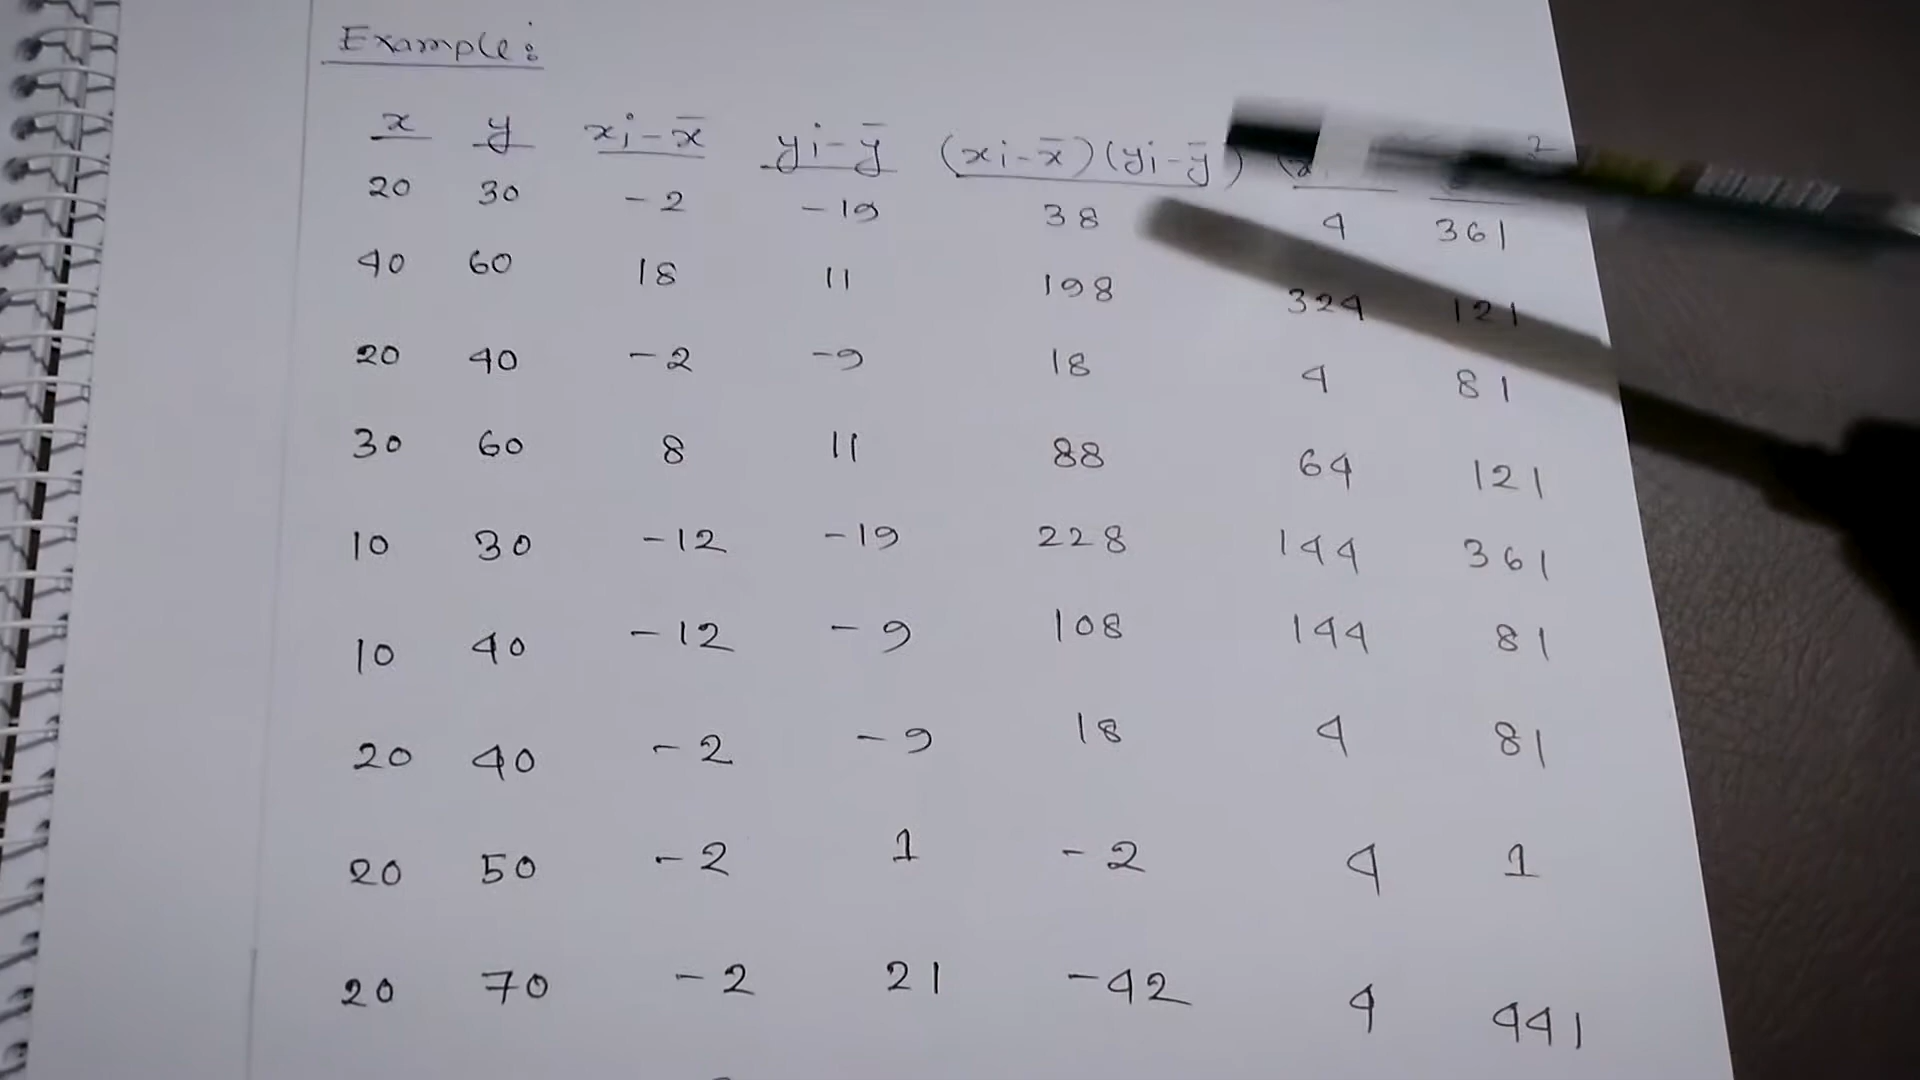 Example:
x y xi-x̄ yi-ȳ (xi-x̄)(yi-ȳ) 2
20 30 -2 -19 38 4 361
40 60 18 11 198 324 121
20 40 -2 -9 18 4 81
30 60 8 11 88 64 121
10 30 -12 -19 228 144 361
10 40 -12 -9 108 144 81
20 40 -2 -9 18 4 81
20 50 -2 1 -2 4 1
20 70 -2 21 -42 4 441